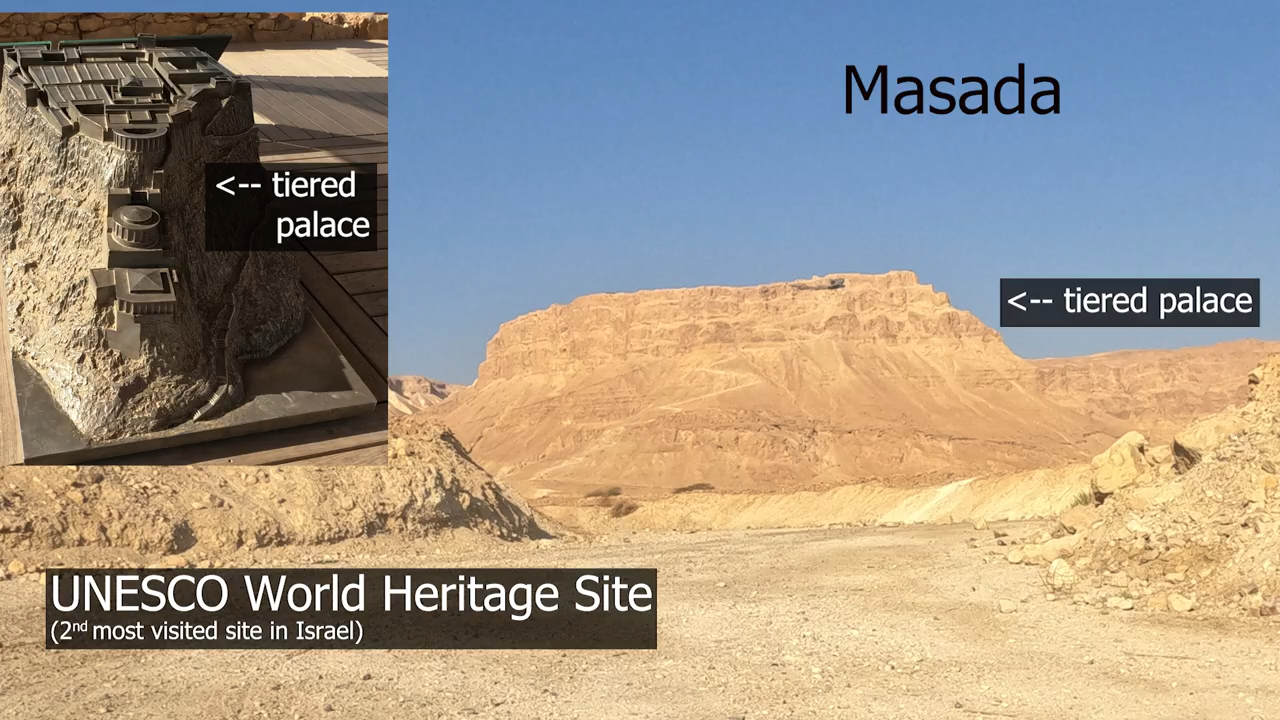 Masada
<-- tiered
palace
<-- tiered palace
UNESCO World Heritage Site
(2nd most visited site in Israel)